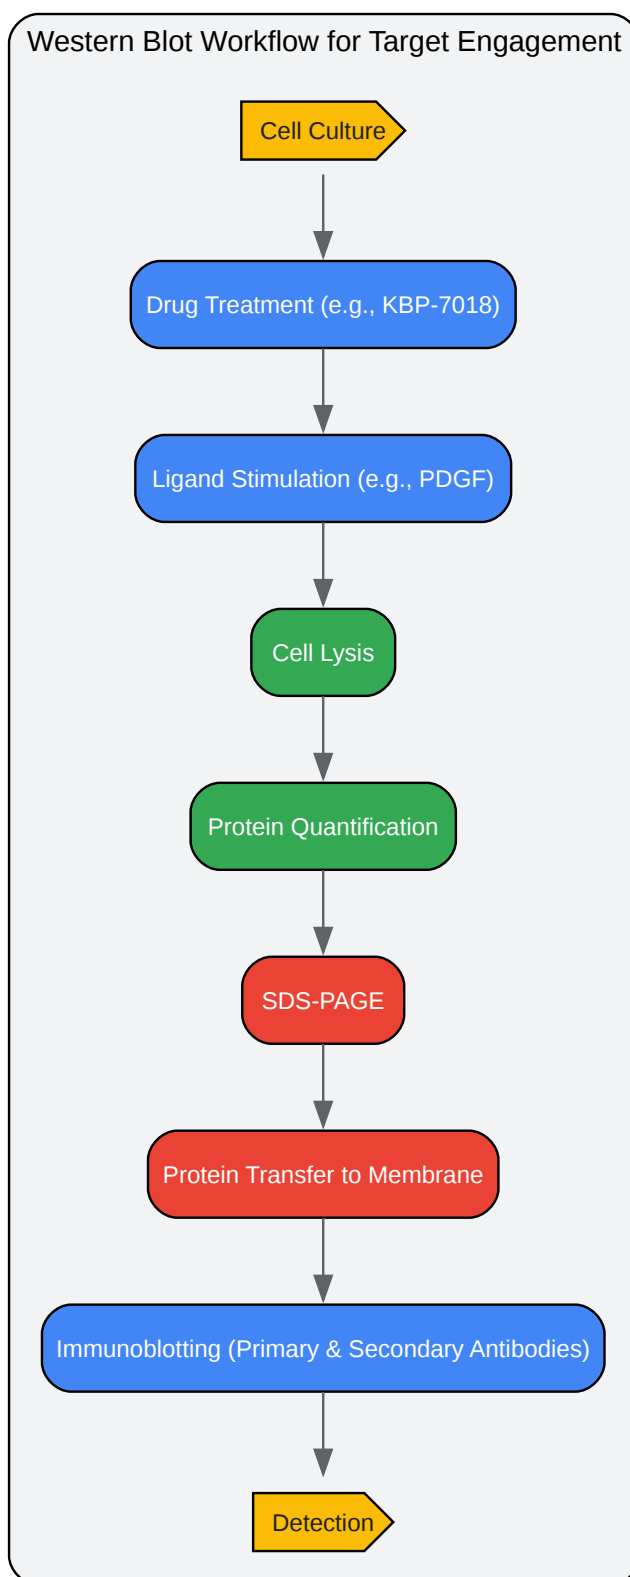 Western Blot Workflow for Target Engagement
Cell Culture
Drug Treatment (e.g., KBP-7018)
Ligand Stimulation (e.g., PDGF)
Cell Lysis
Protein Quantification
SDS-PAGE
Protein Transfer to Membrane
Immunoblotting (Primary & Secondary Antibodies)
Detection